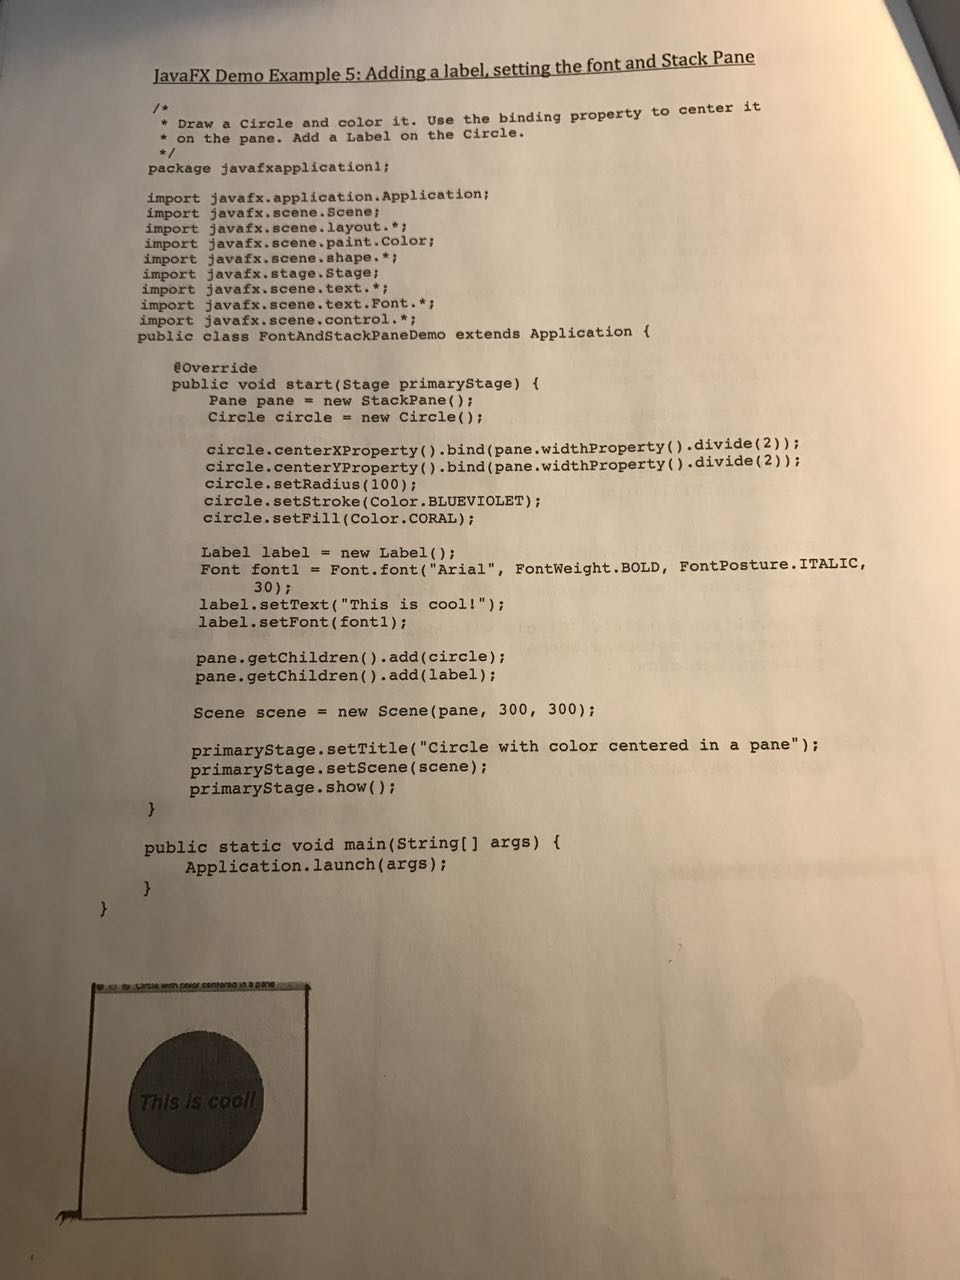 JavaFX Demo Example 5: Adding a label, setting the font and Stack Pane
/*
* Draw a Circle and color it. Use the binding property to center it
* on the pane. Add a Label on the Circle.
*/
package javafxapplication1;
import javafx.application.Application;
import javafx.scene.Scene;
import javafx.scene.layout.*;
import javafx.scene.paint.Color;
import javafx.scene.shape.*;
import javafx.stage.Stage;
import javafx.scene.text.*;
import javafx.scene.text.Font.*;
import javafx.scene.control.*;
public class FontAndStackPaneDemo extends Application {
@Override
public void start(Stage primaryStage) {
Pane pane = new StackPane();
Circle circle = new Circle();
circle.centerXProperty().bind(pane.widthProperty().divide(2));
circle.centerYProperty().bind(pane.widthProperty().divide(2));
circle.setRadius(100);
circle.setStroke(Color.BLUEVIOLET);
circle.setFill(Color.CORAL);
Label label = new Label();
Font font1 = Font.font("Arial", FontWeight.BOLD, FontPosture.ITALIC,
30);
label.setText("This is cool!");
label.setFont(font1);
pane.getChildren().add(circle);
pane.getChildren().add(label);
Scene scene = new Scene(pane, 300, 300);
primaryStage.setTitle("Circle with color centered in a pane");
primaryStage.setScene(scene);
primaryStage.show();
}
public static void main(String[] args) {
Application.launch(args);
}
}
Circle with color centered in a pane
This is cool!